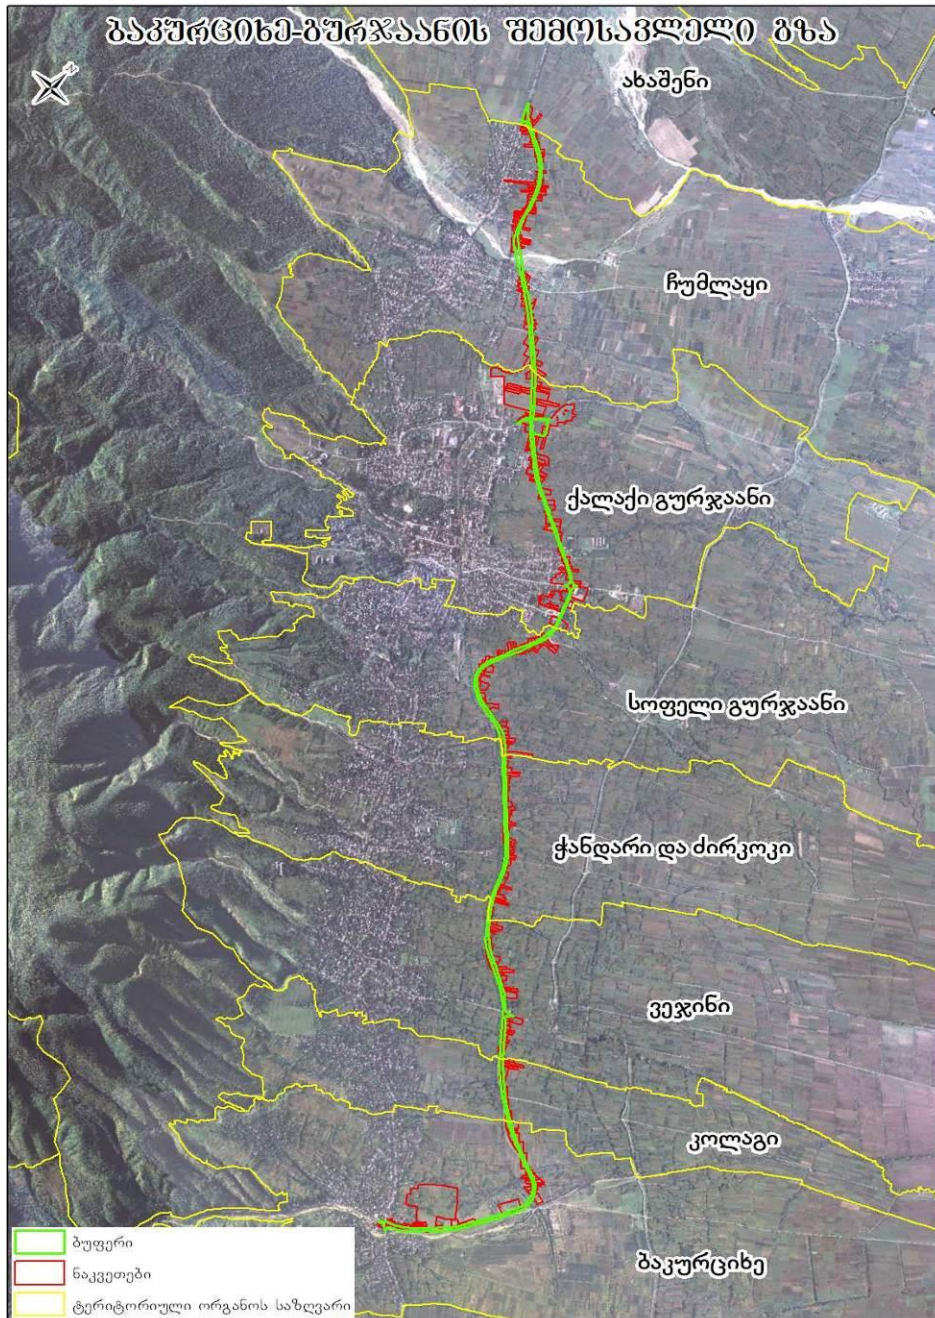 ბაკურციხე-გურჯაანის შემოსავლელი გზა
N
ახაშენი
ჩუმლაყი
ქალაქი გურჯაანი
სოფელი გურჯაანი
ჭანდარი და ძირკოკი
ვეჯინი
კოლაგი
ბაკურციხე
ბუფერი
ნაკვეთები
ტერიტორიული ორგანოს საზღვარი